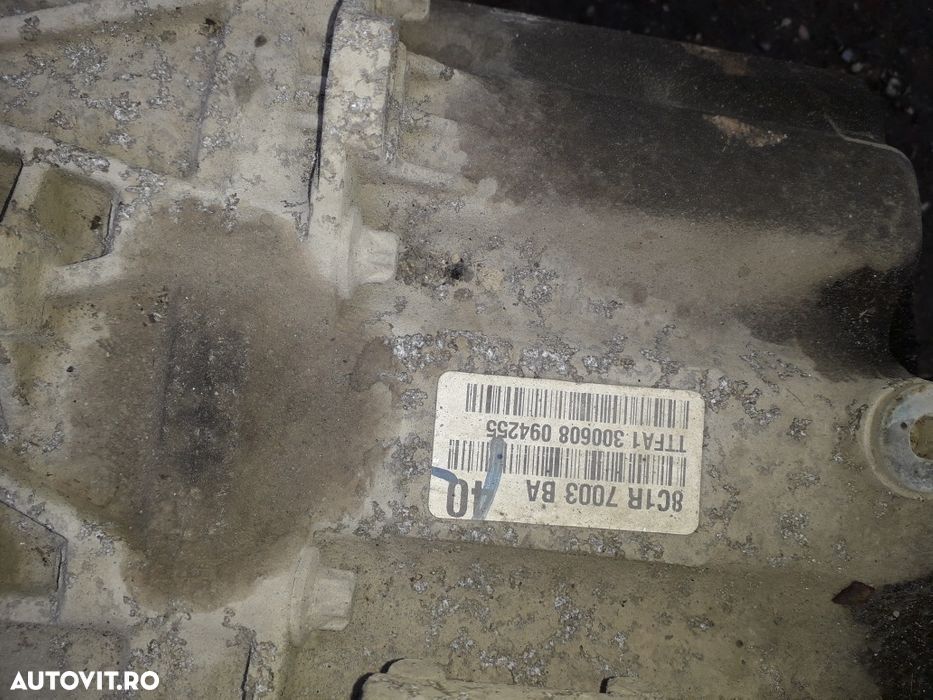 8C1R 7003 BA
40
TTFA1 300608 094255
AUTOVIT.RO